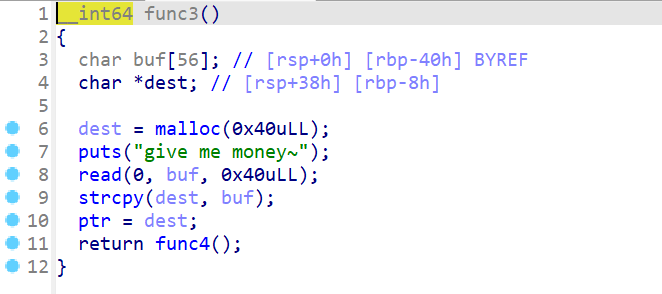 1 __int64 func3()
2 {
3 char buf[56]; // [rsp+0h] [rbp-40h] BYREF
4 char *dest; // [rsp+38h] [rbp-8h]
5
6 dest = malloc(0x40uLL);
7 puts("give me money~");
8 read(0, buf, 0x40uLL);
9 strcpy(dest, buf);
10 ptr = dest;
11 return func4();
12 }